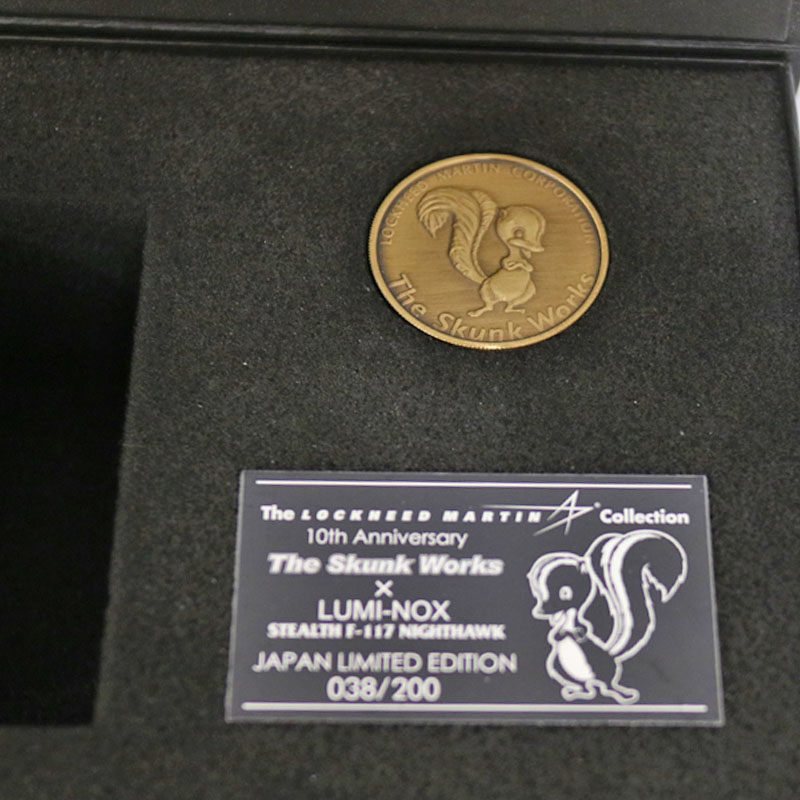 LOCKHEED MARTIN CORPORATION
The Skunk Works
The LOCKHEED MARTIN Collection
10th Anniversary
The Skunk Works
×
LUMI-NOX
STEALTH F-117 NIGHTHAWK
JAPAN LIMITED EDITION
038/200